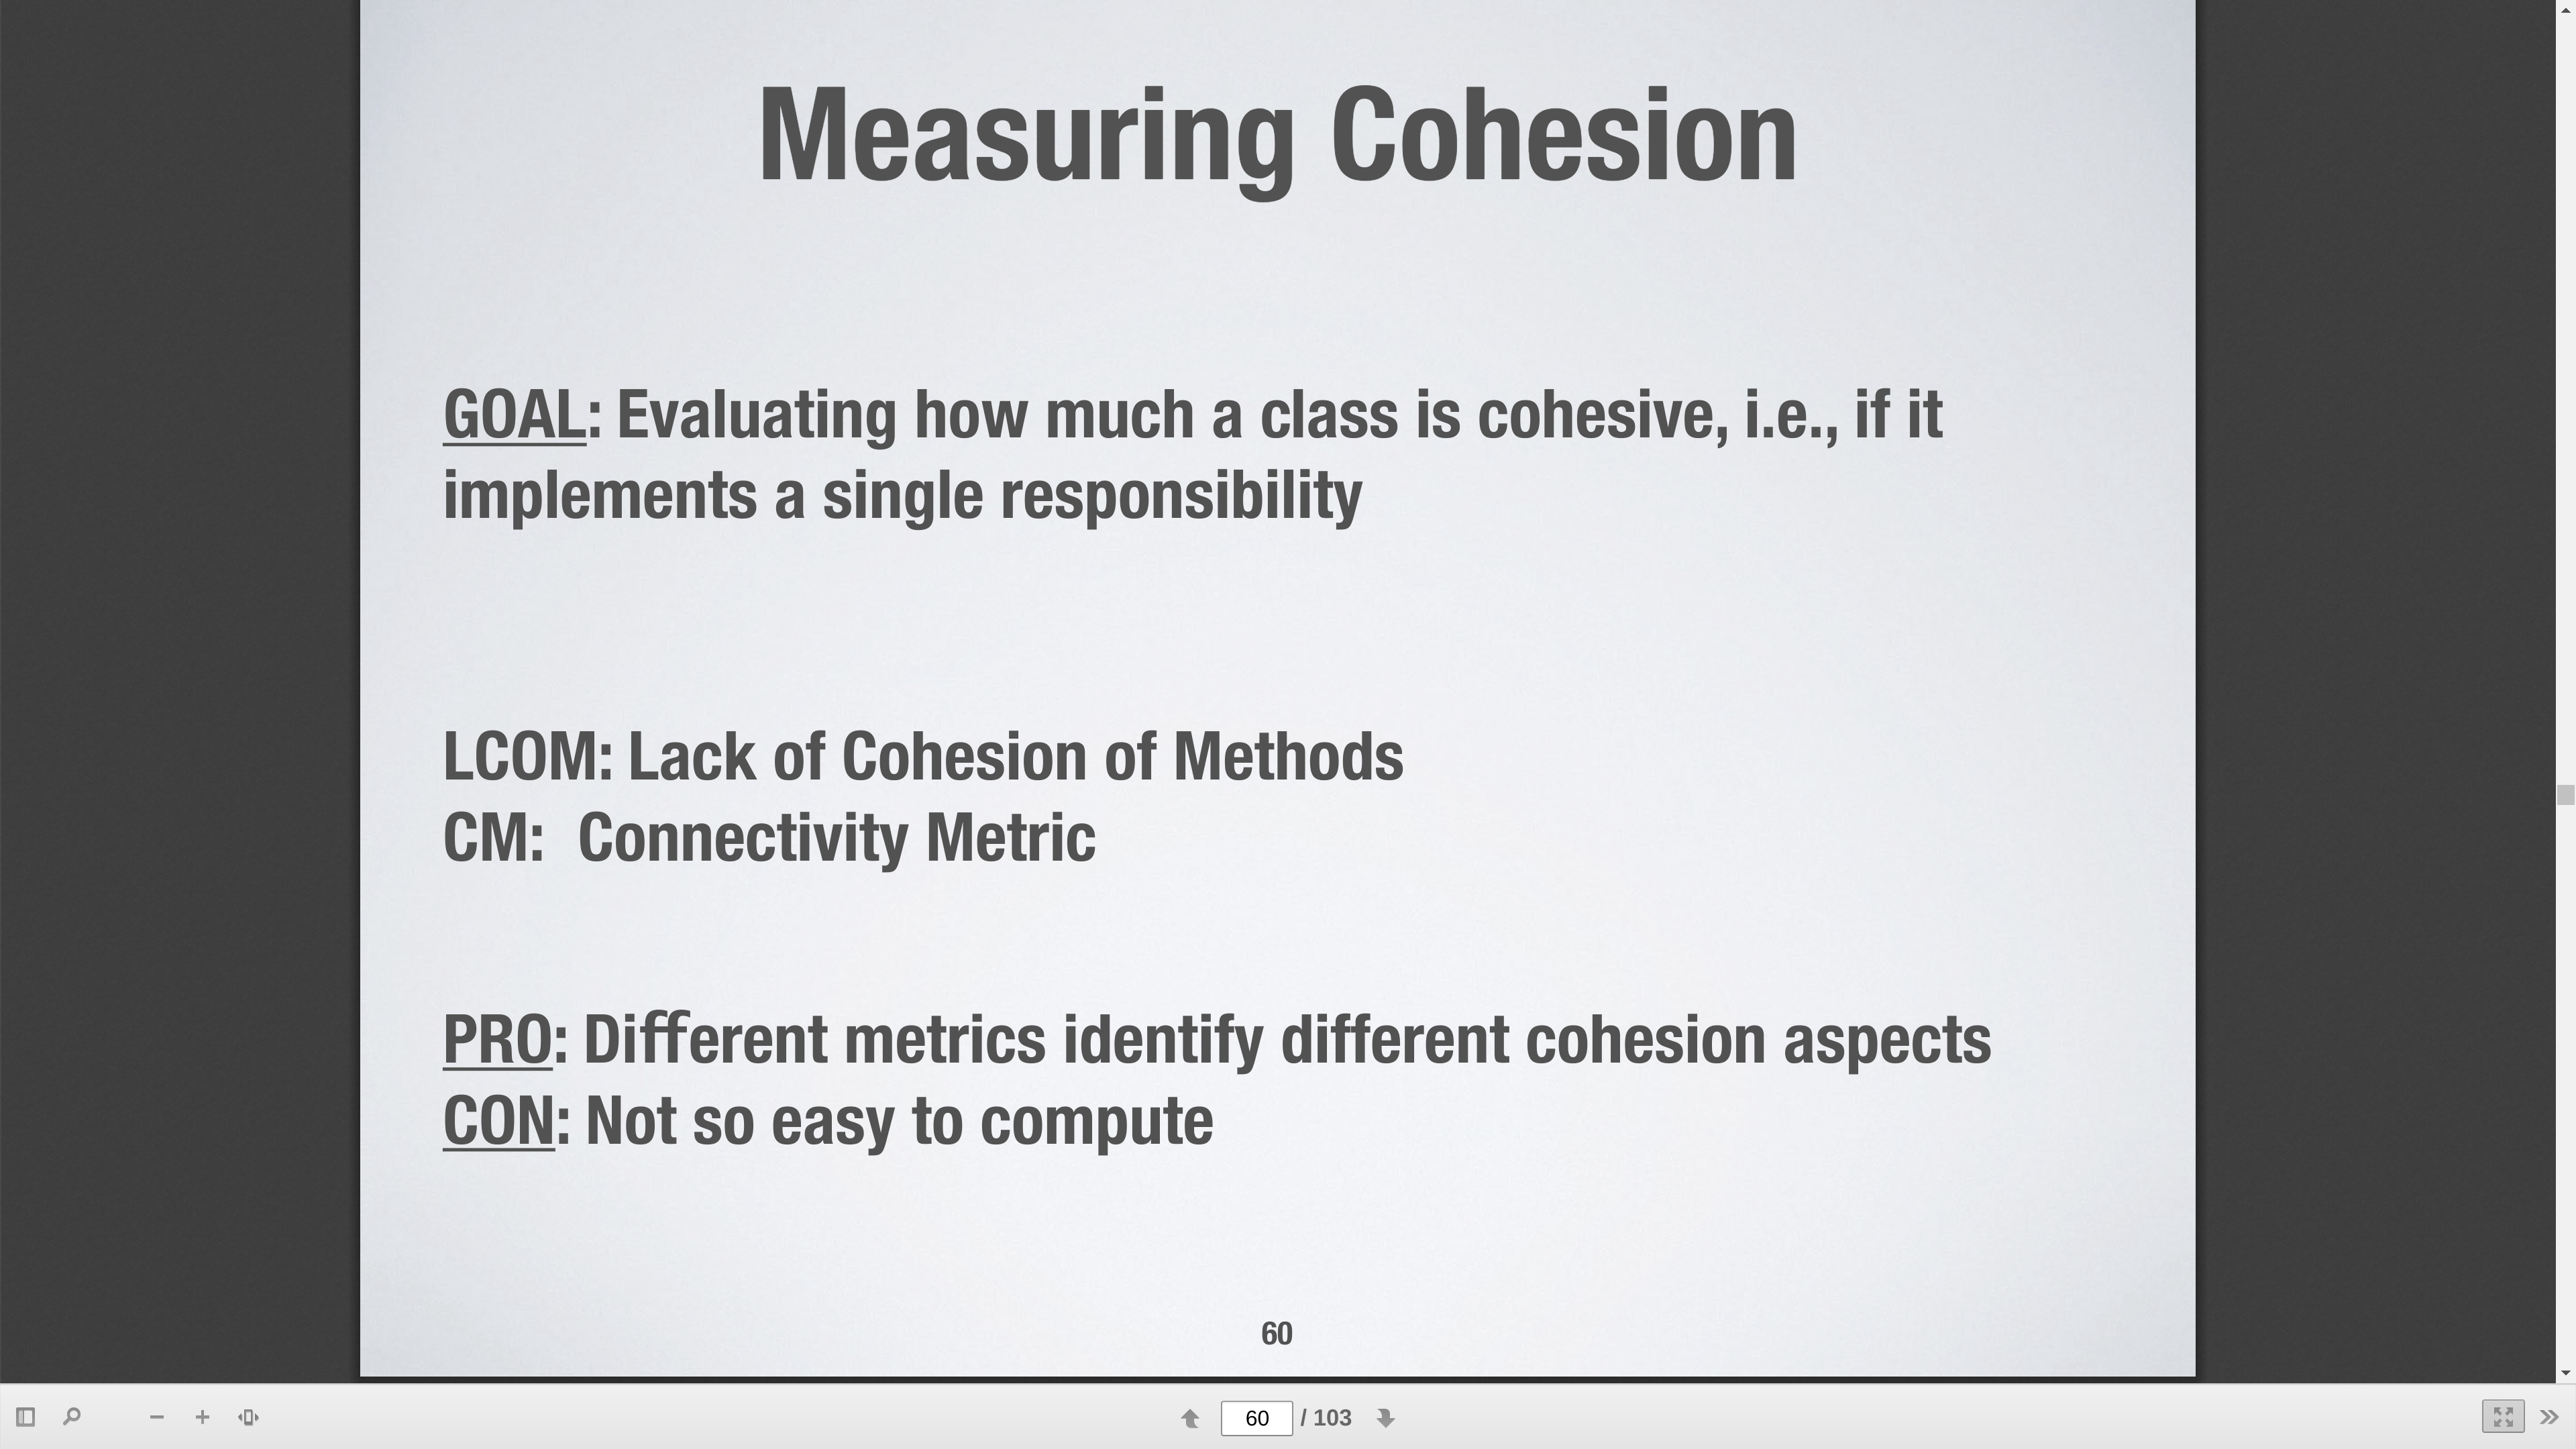 Measuring Cohesion
GOAL: Evaluating how much a class is cohesive, i.e., if it
implements a single responsibility
LCOM: Lack of Cohesion of Methods
CM: Connectivity Metric
PRO: Different metrics identify different cohesion aspects
CON: Not so easy to compute
60
60 / 103